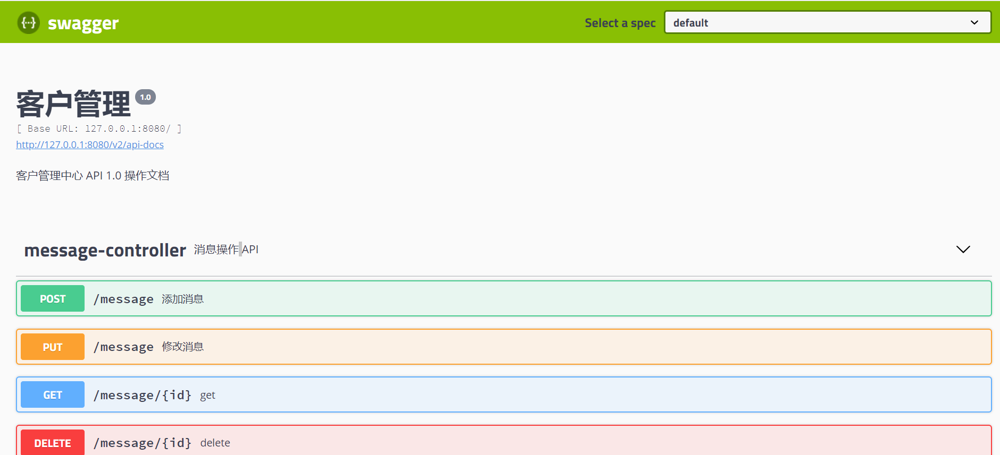 swagger
Select a spec default
客户管理 1.0
[ Base URL: 127.0.0.1:8080/ ]
http://127.0.0.1:8080/v2/api-docs
客户管理中心 API 1.0 操作文档
message-controller 消息操作 API
POST /message 添加消息
PUT /message 修改消息
GET /message/{id} get
DELETE /message/{id} delete